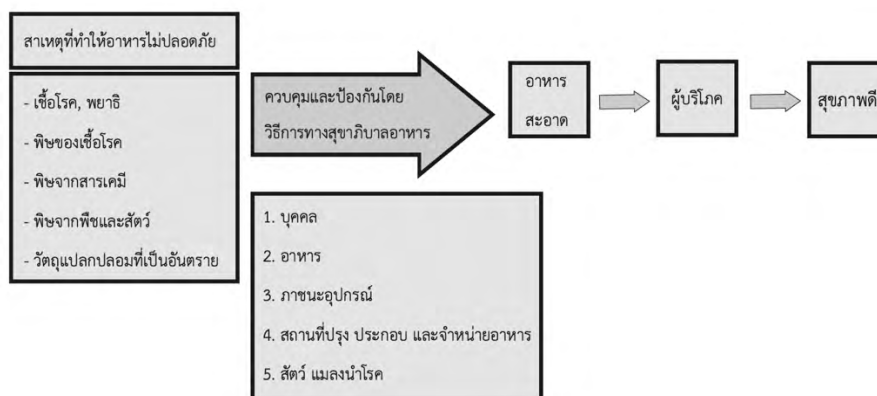 สาเหตุที่ทำให้อาหารไม่ปลอดภัย
- เชื้อโรค, พยาธิ
- พิษของเชื้อโรค
- พิษจากสารเคมี
- พิษจากพืชและสัตว์
- วัตถุแปลกปลอมที่เป็นอันตราย
ควบคุมและป้องกันโดย
วิธีการทางสุขาภิบาลอาหาร
1. บุคคล
2. อาหาร
3. ภาชนะอุปกรณ์
4. สถานที่ปรุง ประกอบ และจำหน่ายอาหาร
5. สัตว์ แมลงนำโรค
อาหาร
สะอาด
ผู้บริโภค
สุขภาพดี